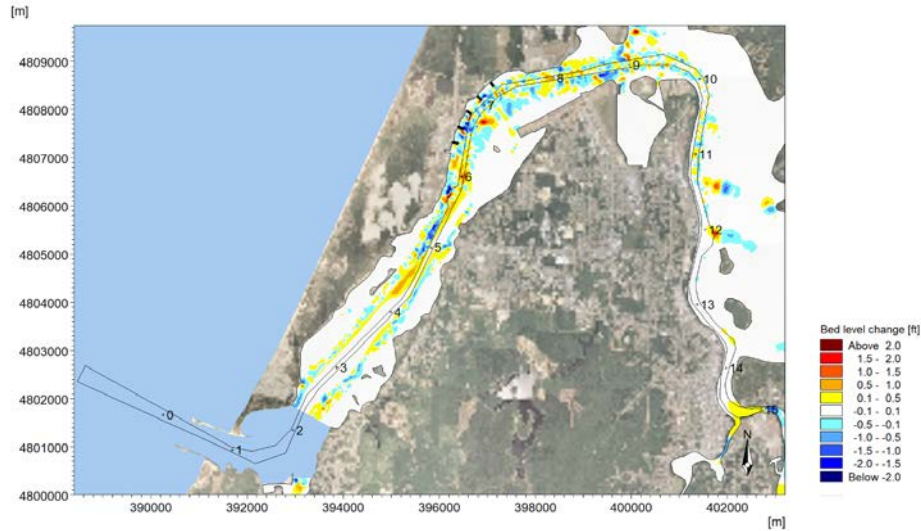 [m]
4809000
4808000
4807000
4806000
4805000
4804000
4803000
4802000
4801000
4800000
390000
392000
394000
396000
398000
400000
402000
[m]
0
1
2
3
4
5
6
7
8
9
10
11
12
13
14
15
N
Bed level change [ft]
Above 2.0
1.5 - 2.0
1.0 - 1.5
0.5 - 1.0
0.1 - 0.5
-0.1 - 0.1
-0.5 - -0.1
-1.0 - -0.5
-1.5 - -1.0
-2.0 - -1.5
Below -2.0